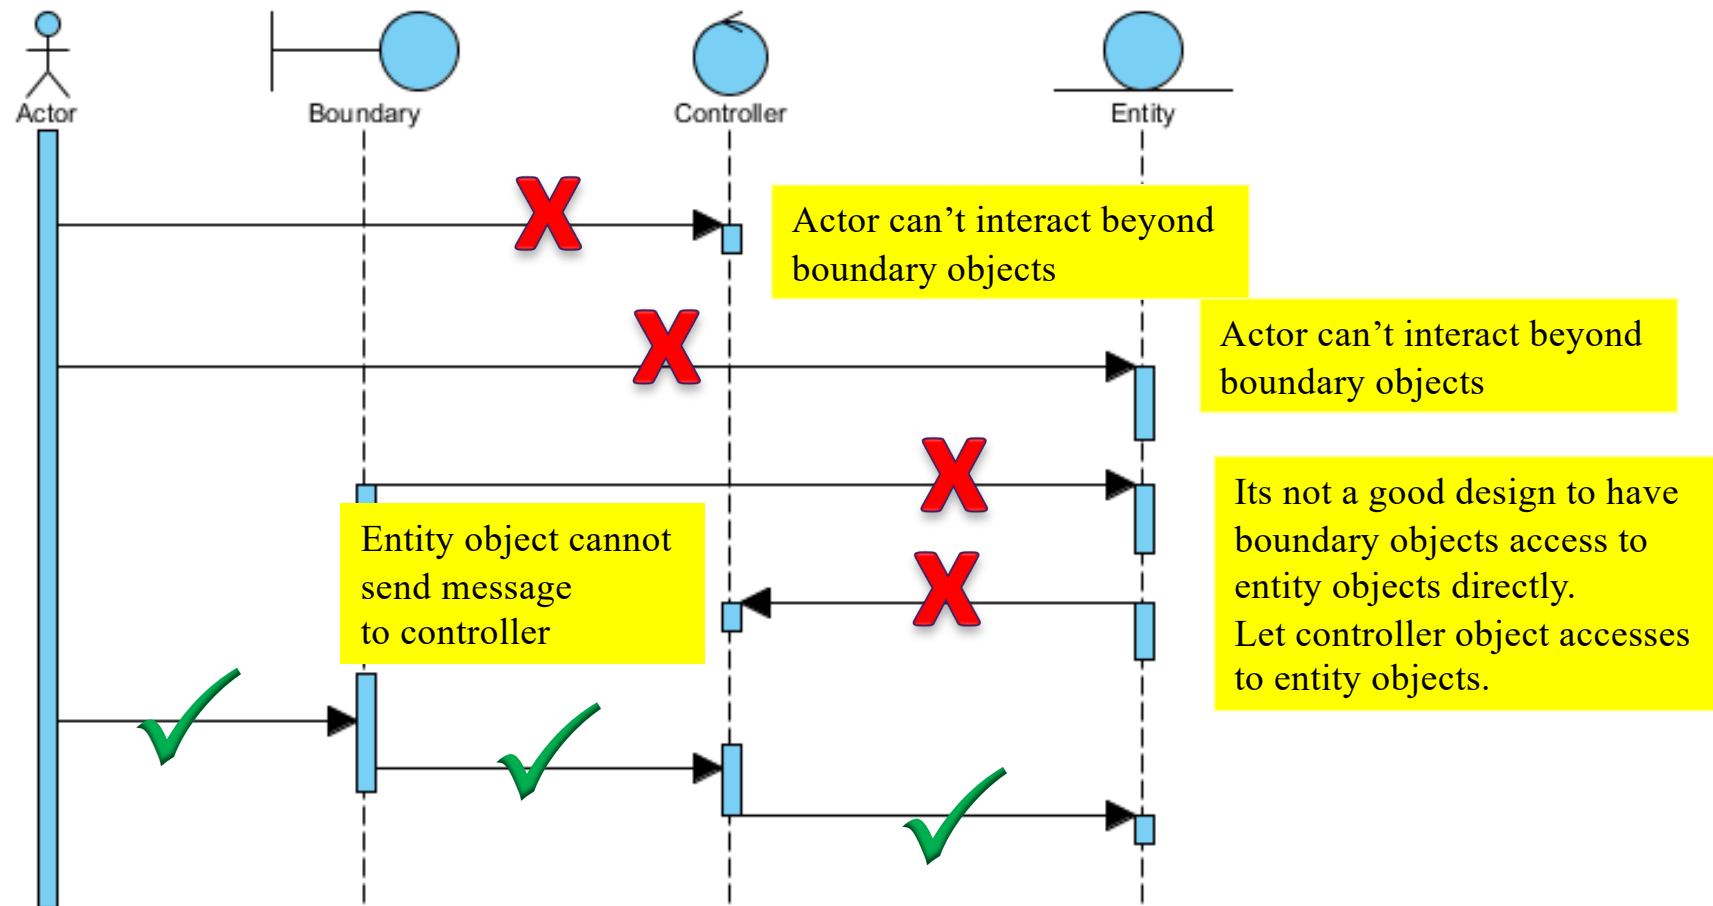 Actor
Boundary
Controller
Entity
Actor can’t interact beyond
boundary objects
Actor can’t interact beyond
boundary objects
Its not a good design to have
boundary objects access to
entity objects directly.
Let controller object accesses
to entity objects.
Entity object cannot
send message
to controller